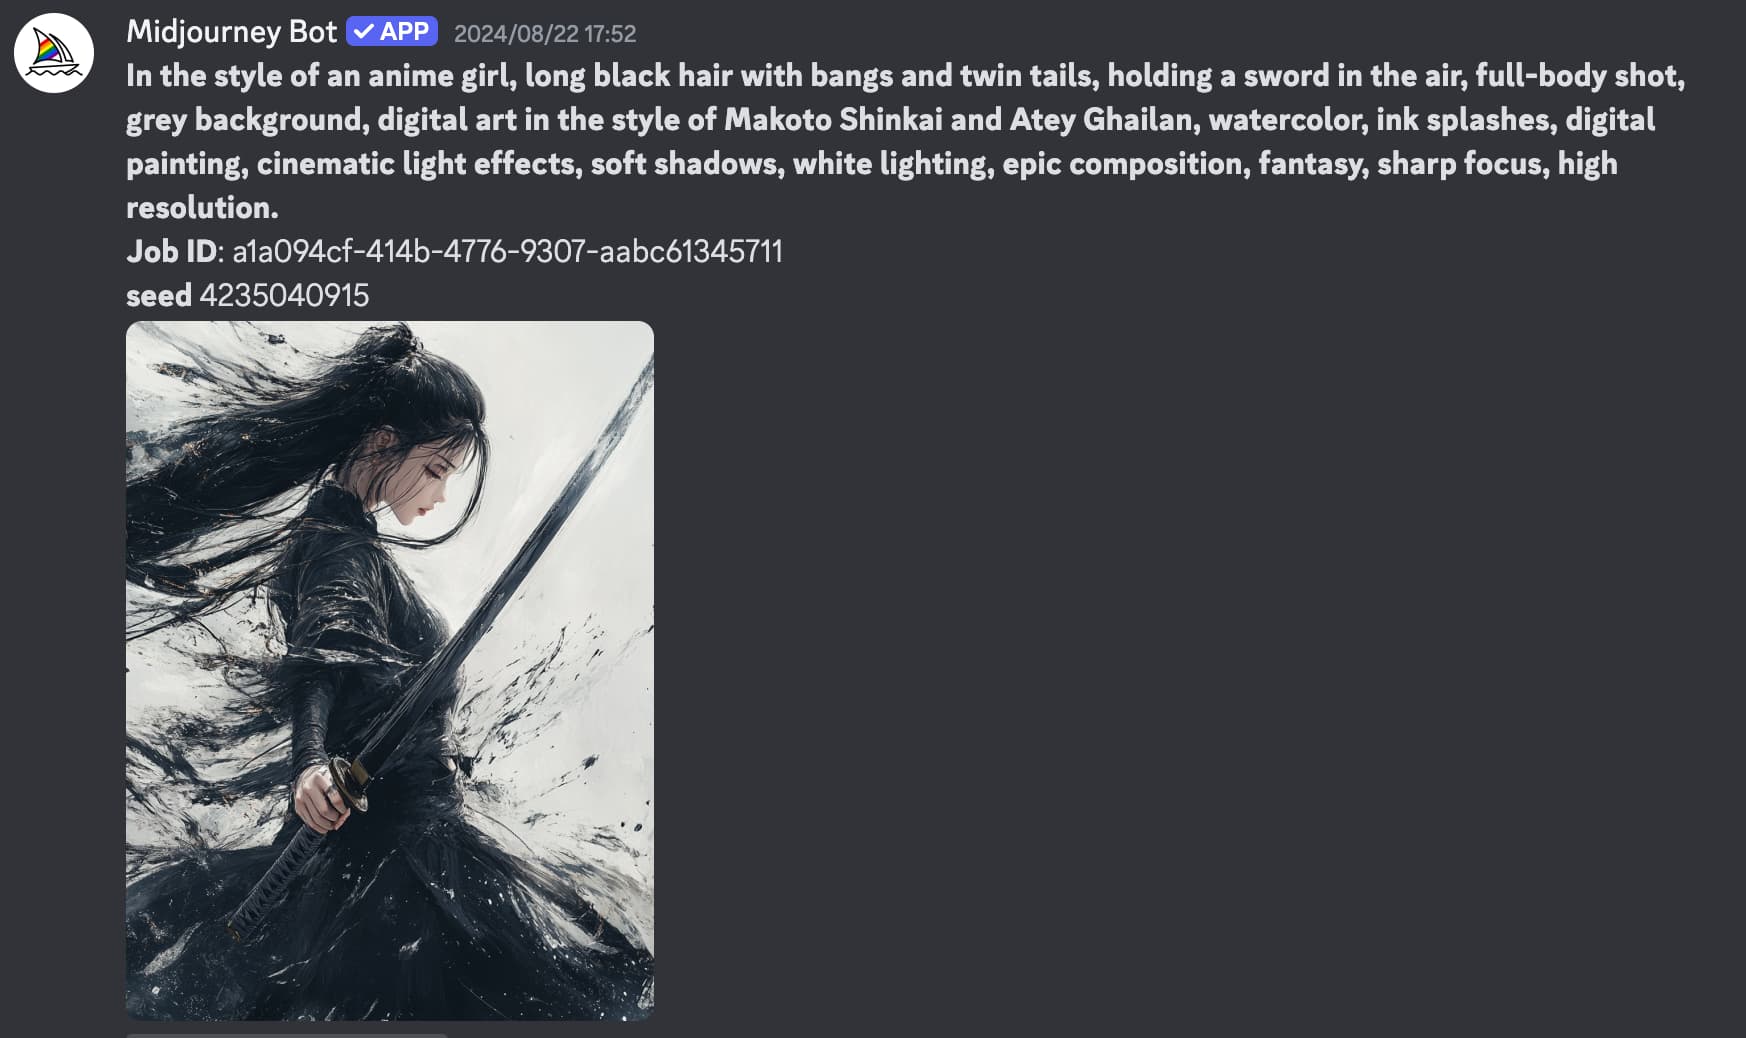 Midjourney Bot ✓ APP 2024/08/22 17:52
In the style of an anime girl, long black hair with bangs and twin tails, holding a sword in the air, full-body shot,
grey background, digital art in the style of Makoto Shinkai and Atey Ghailan, watercolor, ink splashes, digital
painting, cinematic light effects, soft shadows, white lighting, epic composition, fantasy, sharp focus, high
resolution.
Job ID: a1a094cf-414b-4776-9307-aabc61345711
seed 4235040915